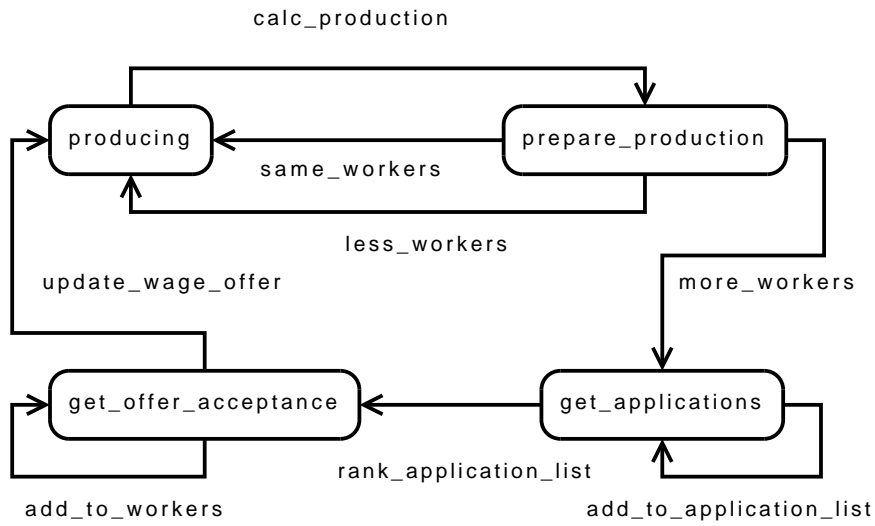 calc_production
producing
prepare_production
same_workers
less_workers
update_wage_offer
more_workers
get_offer_acceptance
get_applications
rank_application_list
add_to_workers
add_to_application_list